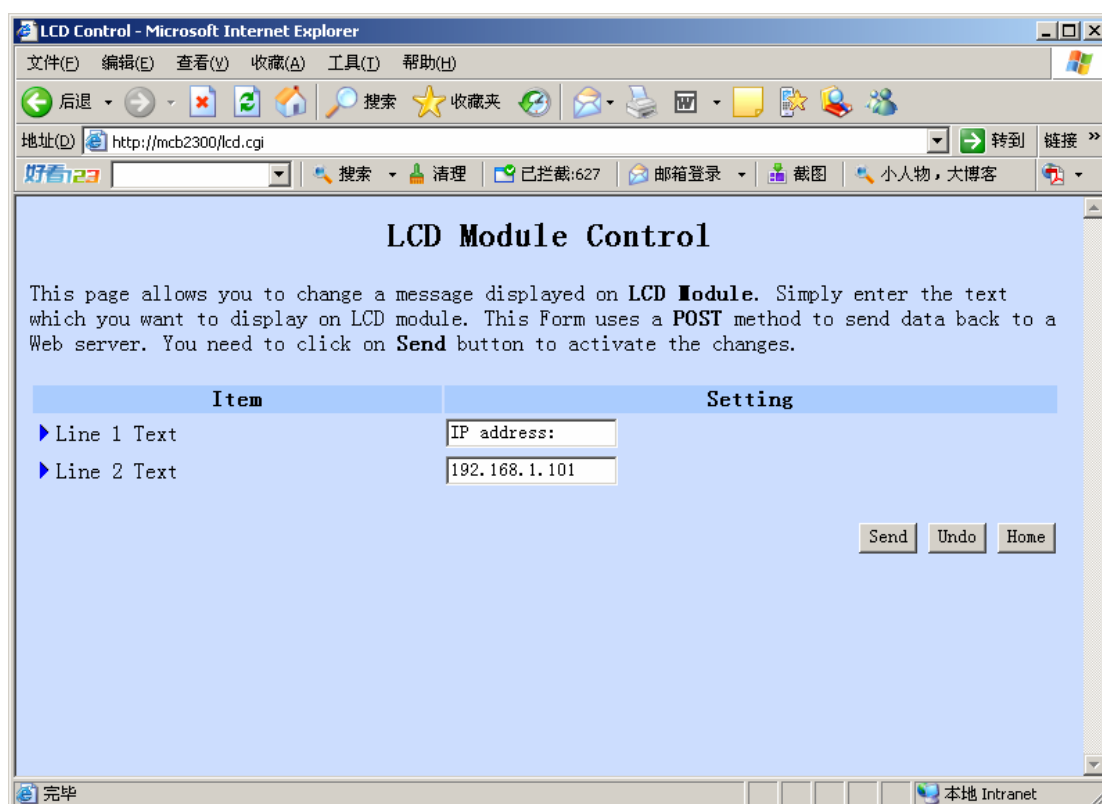 LCD Control - Microsoft Internet Explorer
文件(F) 编辑(E) 查看(V) 收藏(A) 工具(T) 帮助(H)
后退 搜索 收藏夹
地址(D) http://mcb2300/lcd.cgi 转到 链接 »
好看123 搜索 清理 已拦截:627 邮箱登录 截图 小人物，大博客
LCD Module Control
This page allows you to change a message displayed on LCD Module. Simply enter the text
which you want to display on LCD module. This Form uses a POST method to send data back to a
Web server. You need to click on Send button to activate the changes.
Item Setting
Line 1 Text IP address:
Line 2 Text 192.168.1.101
Send Undo Home
完毕 本地 Intranet